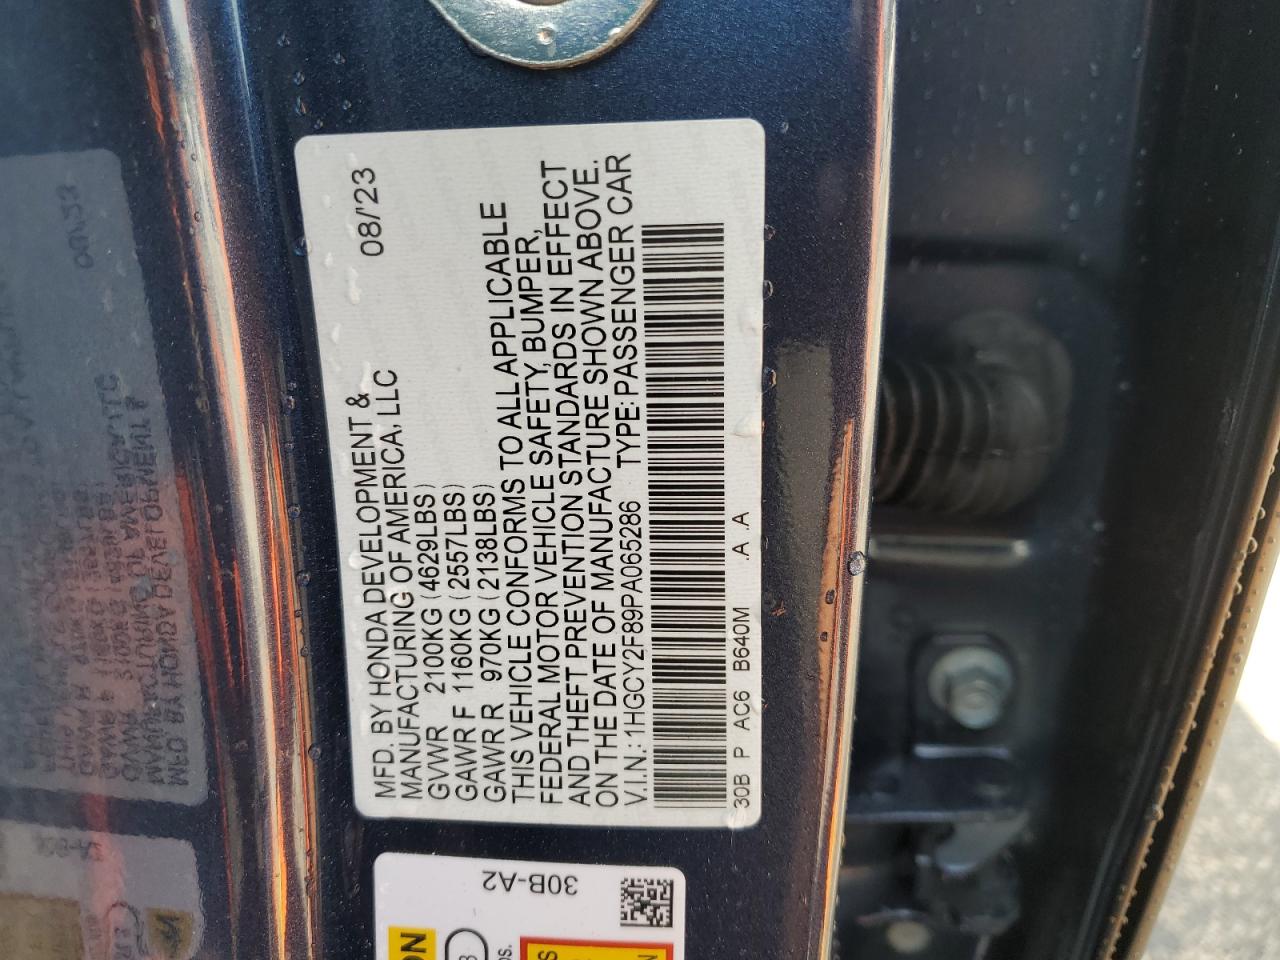 MFD. BY HONDA DEVELOPMENT & 08/'23
MANUFACTURING OF AMERICA, LLC
GVWR 2100KG (4629LBS)
GAWR F 1160KG (2557LBS)
GAWR R 970KG (2138LBS)
THIS VEHICLE CONFORMS TO ALL APPLICABLE
FEDERAL MOTOR VEHICLE SAFETY, BUMPER,
AND THEFT PREVENTION STANDARDS IN EFFECT
ON THE DATE OF MANUFACTURE SHOWN ABOVE.
V.I.N.: 1HGCY2F89PA065286 TYPE: PASSENGER CAR
30B P AC6 B640M .A .A
30B-A2